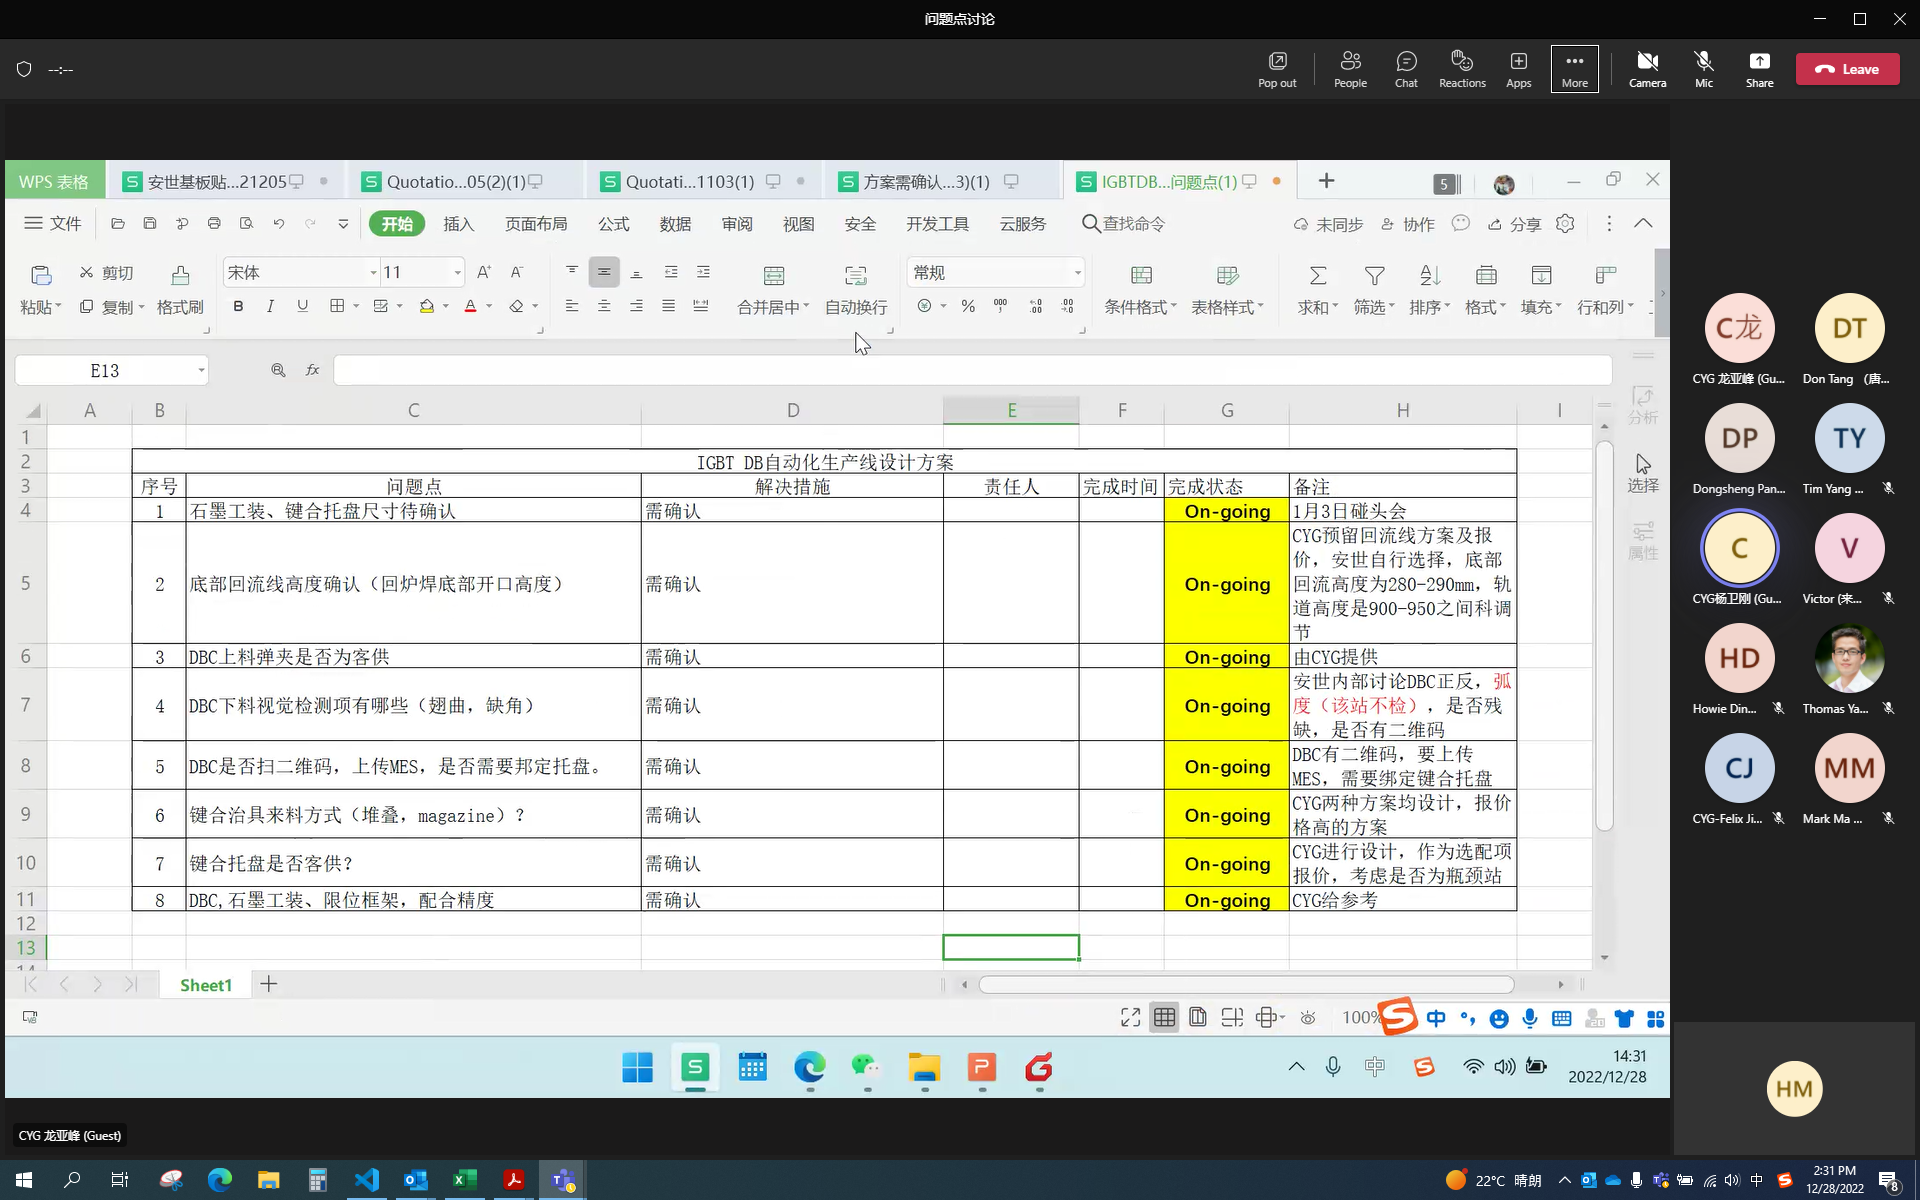 问题点讨论
--:--
Pop out
People
Chat
Reactions
Apps
More
Camera
Mic
Share
Leave
WPS 表格
安世基板贴...21205
Quotatio...05(2)(1)
Quotati...1103(1)
方案需确认...3)(1)
IGBTDB...问题点(1)
5
文件
开始
插入
页面布局
公式
数据
审阅
视图
安全
开发工具
云服务
查找命令
未同步
协作
分享
粘贴
剪切
复制
格式刷
宋体
11
合并居中
自动换行
常规
条件格式
表格样式
求和
筛选
排序
格式
填充
行和列
E13
fx
A B C D E F G H I
分析
选择
属性
1
2 IGBT DB自动化生产线设计方案
3 序号 问题点 解决措施 责任人 完成时间 完成状态 备注
4 1 石墨工装、键合托盘尺寸待确认 需确认 On-going 1月3日碰头会
5 2 底部回流线高度确认（回炉焊底部开口高度） 需确认 On-going CYG预留回流线方案及报
价，安世自行选择，底部
回流高度为280-290mm，轨
道高度是900-950之间科调
节
6 3 DBC上料弹夹是否为客供 需确认 On-going 由CYG提供
7 4 DBC下料视觉检测项有哪些（翘曲，缺角） 需确认 On-going 安世内部讨论DBC正反，弧
度（该站不检），是否残
缺，是否有二维码
8 5 DBC是否扫二维码，上传MES，是否需要邦定托盘。 需确认 On-going DBC有二维码，要上传
MES，需要绑定键合托盘
9 6 键合治具来料方式（堆叠，magazine）？ 需确认 On-going CYG两种方案均设计，报价
格高的方案
10 7 键合托盘是否客供？ 需确认 On-going CYG进行设计，作为选配项
报价，考虑是否为瓶颈站
11 8 DBC,石墨工装、限位框架，配合精度 需确认 On-going CYG给参考
12
13
14
Sheet1
100%
中
14:31
2022/12/28
CYG 龙亚峰 (Guest)
C龙
CYG 龙亚峰 (Gu...
DT
Don Tang （唐...
DP
Dongsheng Pan...
TY
Tim Yang ...
C
CYG杨卫刚 (Gu...
V
Victor (来...
HD
Howie Din...
Thomas Ya...
CJ
CYG-Felix Ji...
MM
Mark Ma ...
HM
22°C 晴朗
中
2:31 PM
12/28/2022
8